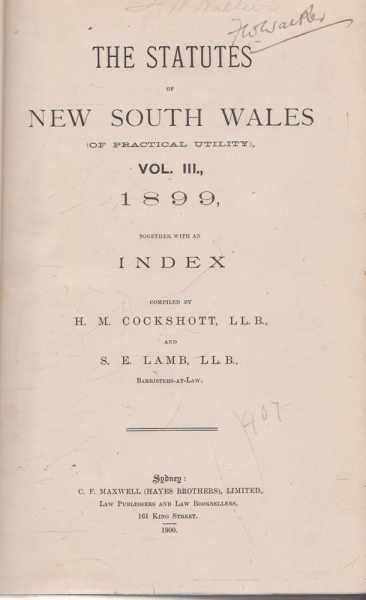 F.W. Walker
THE STATUTES
OF
NEW SOUTH WALES
(OF PRACTICAL UTILITY),
VOL. III.,
1899,
TOGETHER WITH AN
INDEX
COMPILED BY
H. M. COCKSHOTT, LL.B.,
AND
S. E. LAMB, LL.B.,
BARRISTERS-AT-LAW.
407
Sydney:
C. F. MAXWELL (HAYES BROTHERS), LIMITED,
LAW PUBLISHERS AND LAW BOOKSELLERS,
161 KING STREET.
1900.